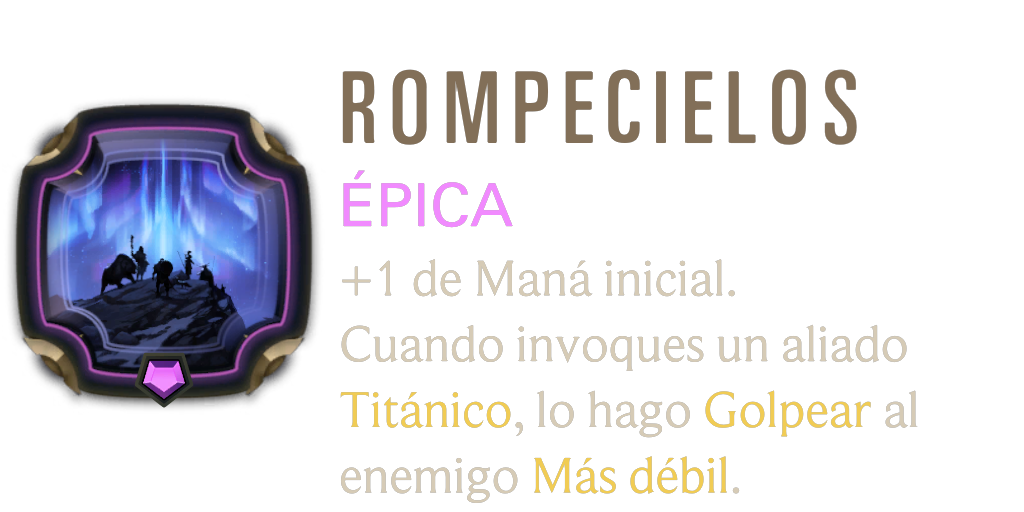 ROMPECIELOS
ÉPICA
+1 de Maná inicial.
Cuando invoques un aliado
Titánico, lo hago Golpear al
enemigo Más débil.